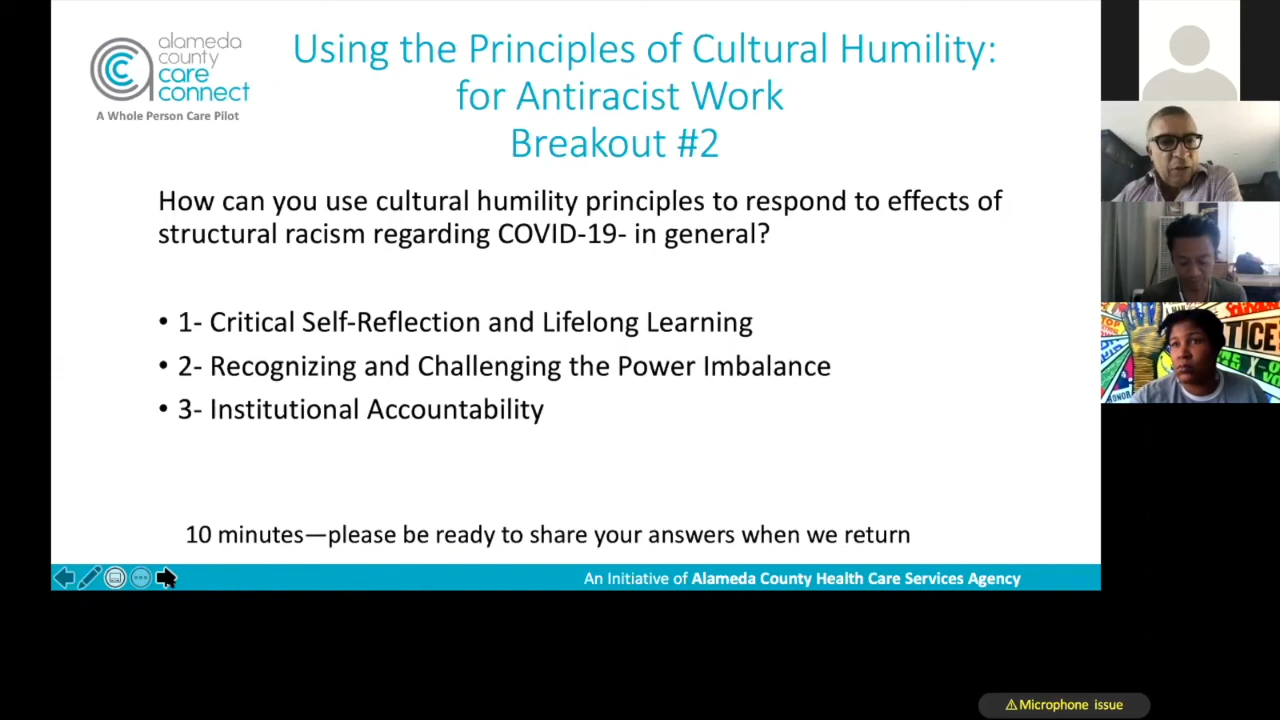 alameda
county
care
connect
A Whole Person Care Pilot
Using the Principles of Cultural Humility:
for Antiracist Work
Breakout #2
How can you use cultural humility principles to respond to effects of
structural racism regarding COVID-19- in general?
• 1- Critical Self-Reflection and Lifelong Learning
• 2- Recognizing and Challenging the Power Imbalance
• 3- Institutional Accountability
10 minutes—please be ready to share your answers when we return
An Initiative of Alameda County Health Care Services Agency
TICE
HONOR
⚠Microphone issue